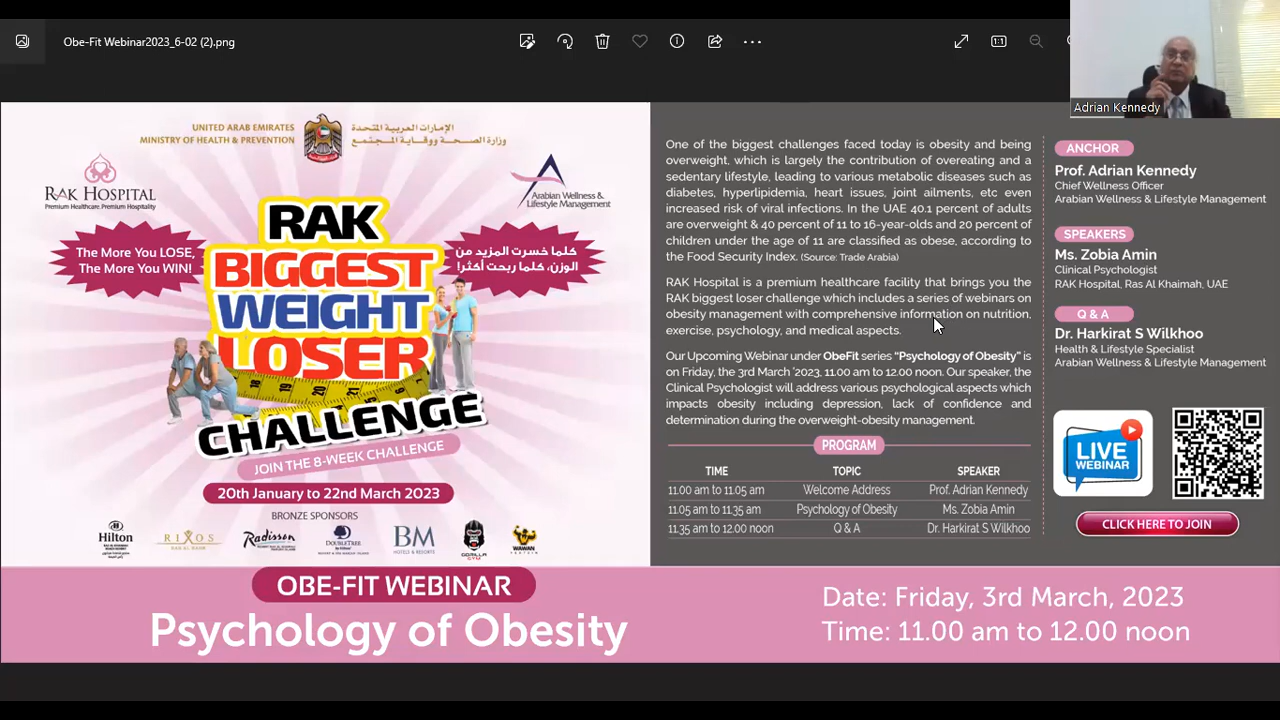 Obe-Fit Webinar2023_6-02 (2).png
Adrian Kennedy
UNITED ARAB EMIRATES
MINISTRY OF HEALTH & PREVENTION
الإمارات العربية المتحدة
وزارة الصحة ووقاية المجتمع
RAK HOSPITAL
Premium Healthcare. Premium Hospitality
Arabian Wellness &
Lifestyle Management
The More You LOSE,
The More You WIN!
كلما خسرت المزيد من
الوزن، كلما ربحت أكثر!
RAK
BIGGEST
WEIGHT
LOSER
CHALLENGE
JOIN THE 8-WEEK CHALLENGE
20th January to 22nd March 2023
BRONZE SPONSORS
Hilton
RIXOS
Radisson
DOUBLETREE
by Hilton
BM
HOTELS & RESORTS
GORILLA
GYM
WAWAN
One of the biggest challenges faced today is obesity and being
overweight, which is largely the contribution of overeating and a
sedentary lifestyle, leading to various metabolic diseases such as
diabetes, hyperlipidemia, heart issues, joint ailments, etc even
increased risk of viral infections. In the UAE 40.1 percent of adults
are overweight & 40 percent of 11 to 16-year-olds and 20 percent of
children under the age of 11 are classified as obese, according to
the Food Security Index. (Source: Trade Arabia)
RAK Hospital is a premium healthcare facility that brings you the
RAK biggest loser challenge which includes a series of webinars on
obesity management with comprehensive information on nutrition,
exercise, psychology, and medical aspects.
Our Upcoming Webinar under ObeFit series "Psychology of Obesity" is
on Friday, the 3rd March '2023, 11.00 am to 12.00 noon. Our speaker, the
Clinical Psychologist will address various psychological aspects which
impacts obesity including depression, lack of confidence and
determination during the overweight-obesity management.
PROGRAM
TIME TOPIC SPEAKER
11.00 am to 11.05 am Welcome Address Prof. Adrian Kennedy
11.05 am to 11.35 am Psychology of Obesity Ms. Zobia Amin
11.35 am to 12.00 noon Q & A Dr. Harkirat S Wilkhoo
ANCHOR
Prof. Adrian Kennedy
Chief Wellness Officer
Arabian Wellness & Lifestyle Management
SPEAKERS
Ms. Zobia Amin
Clinical Psychologist
RAK Hospital, Ras Al Khaimah, UAE
Q & A
Dr. Harkirat S Wilkhoo
Health & Lifestyle Specialist
Arabian Wellness & Lifestyle Management
LIVE
WEBINAR
CLICK HERE TO JOIN
OBE-FIT WEBINAR
Psychology of Obesity
Date: Friday, 3rd March, 2023
Time: 11.00 am to 12.00 noon